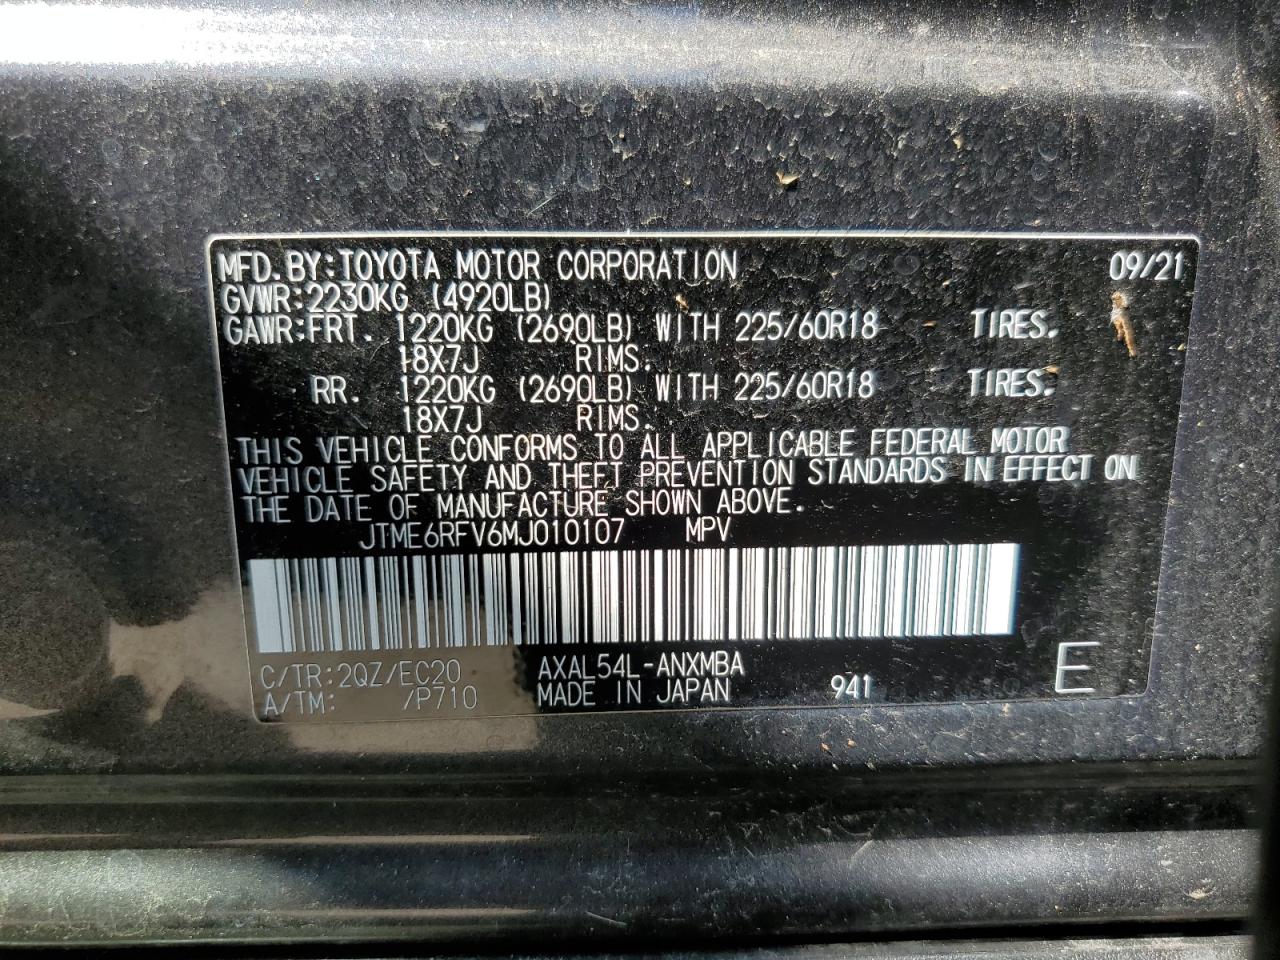 MFD.BY:TOYOTA MOTOR CORPORATION 09/21
GVWR:2230KG (4920LB)
GAWR:FRT. 1220KG (2690LB) WITH 225/60R18 TIRES.
18X7J RIMS.
RR. 1220KG (2690LB) WITH 225/60R18 TIRES.
18X7J RIMS.
THIS VEHICLE CONFORMS TO ALL APPLICABLE FEDERAL MOTOR
VEHICLE SAFETY AND THEFT PREVENTION STANDARDS IN EFFECT ON
THE DATE OF MANUFACTURE SHOWN ABOVE.
JTME6RFV6MJ010107 MPV
C/TR:2QZ/EC20 AXAL54L-ANXMBA
A/TM: /P710 MADE IN JAPAN 941 E